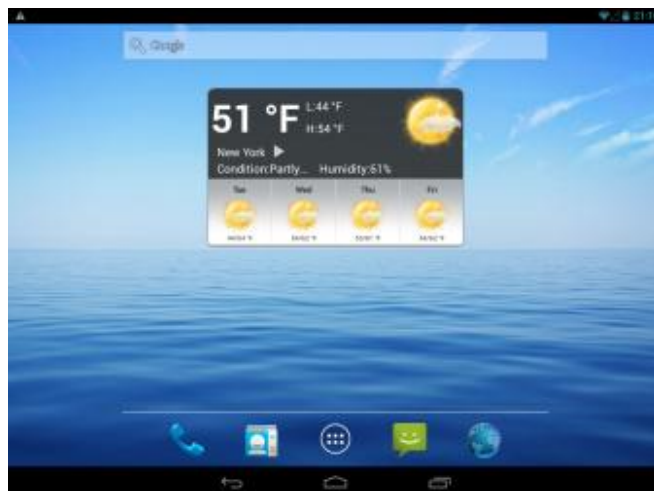 Google
51 °F
L:44 °F
H:54 °F
New York
Condition:Partly... Humidity:61%
Tue Wed Thu Fri